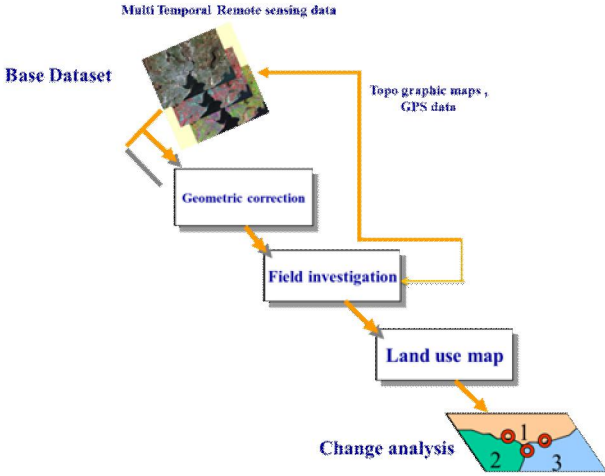 Multi Temporal Remote sensing data
Base Dataset
Topo graphic maps ,
GPS data
Geometric correction
Field investigation
Land use map
Change analysis
1
2
3